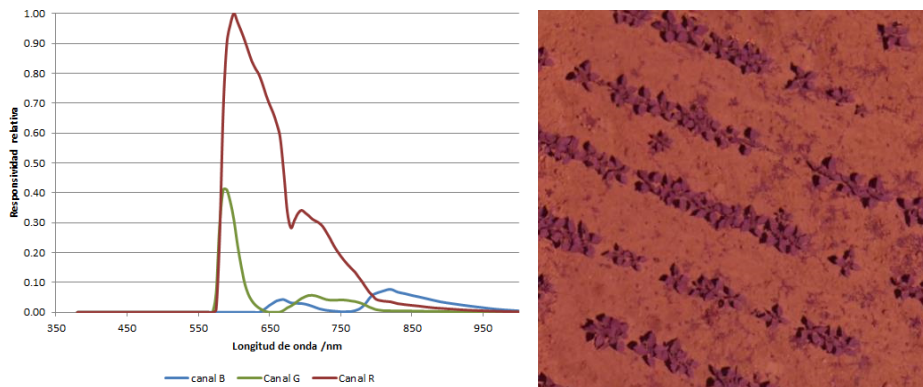 1.00
0.90
0.80
0.70
0.60
0.50
0.40
0.30
0.20
0.10
0.00
Responsividad relativa
350 450 550 650 750 850 950
Longitud de onda /nm
canal B Canal G Canal R